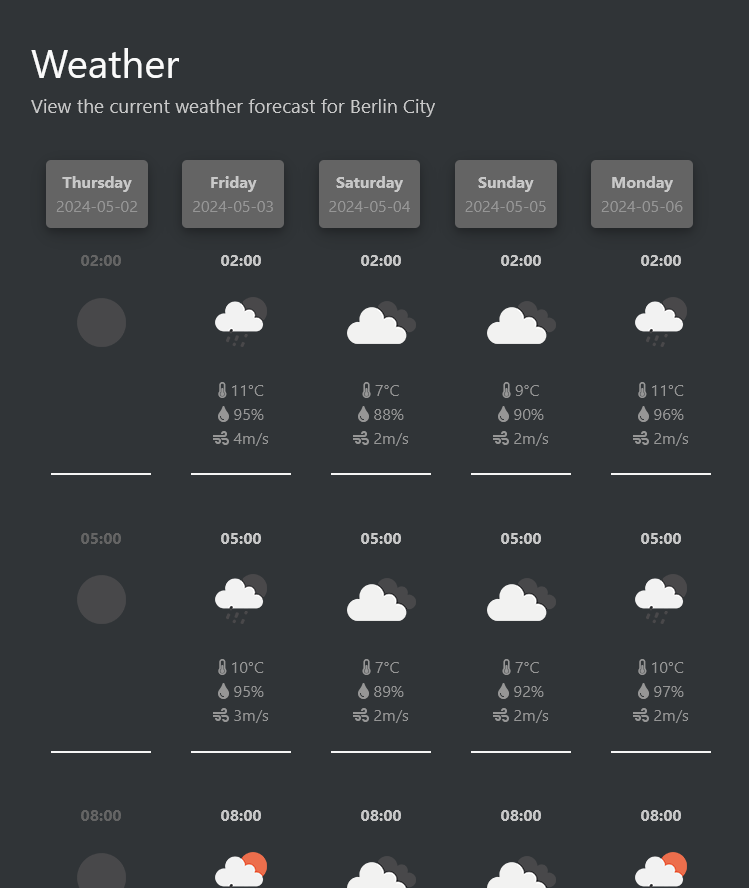 Weather
View the current weather forecast for Berlin City
Thursday Friday Saturday Sunday Monday
2024-05-02 2024-05-03 2024-05-04 2024-05-05 2024-05-06
02:00 02:00 02:00 02:00 02:00
11°C 7°C 9°C 11°C
95% 88% 90% 96%
4m/s 2m/s 2m/s 2m/s
05:00 05:00 05:00 05:00 05:00
10°C 7°C 7°C 10°C
95% 89% 92% 97%
3m/s 2m/s 2m/s 2m/s
08:00 08:00 08:00 08:00 08:00